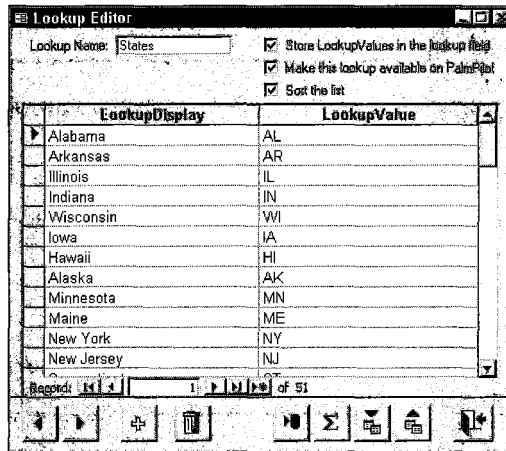 Lookup Editor
Lookup Name: States
Store LookupValues in the lookup field
Make this lookup available on PalmPilot
Sort the list
LookupDisplay LookupValue
Alabama AL
Arkansas AR
Illinois IL
Indiana IN
Wisconsin WI
Iowa IA
Hawaii HI
Alaska AK
Minnesota MN
Maine ME
New York NY
New Jersey NJ
Record: 1 of 51